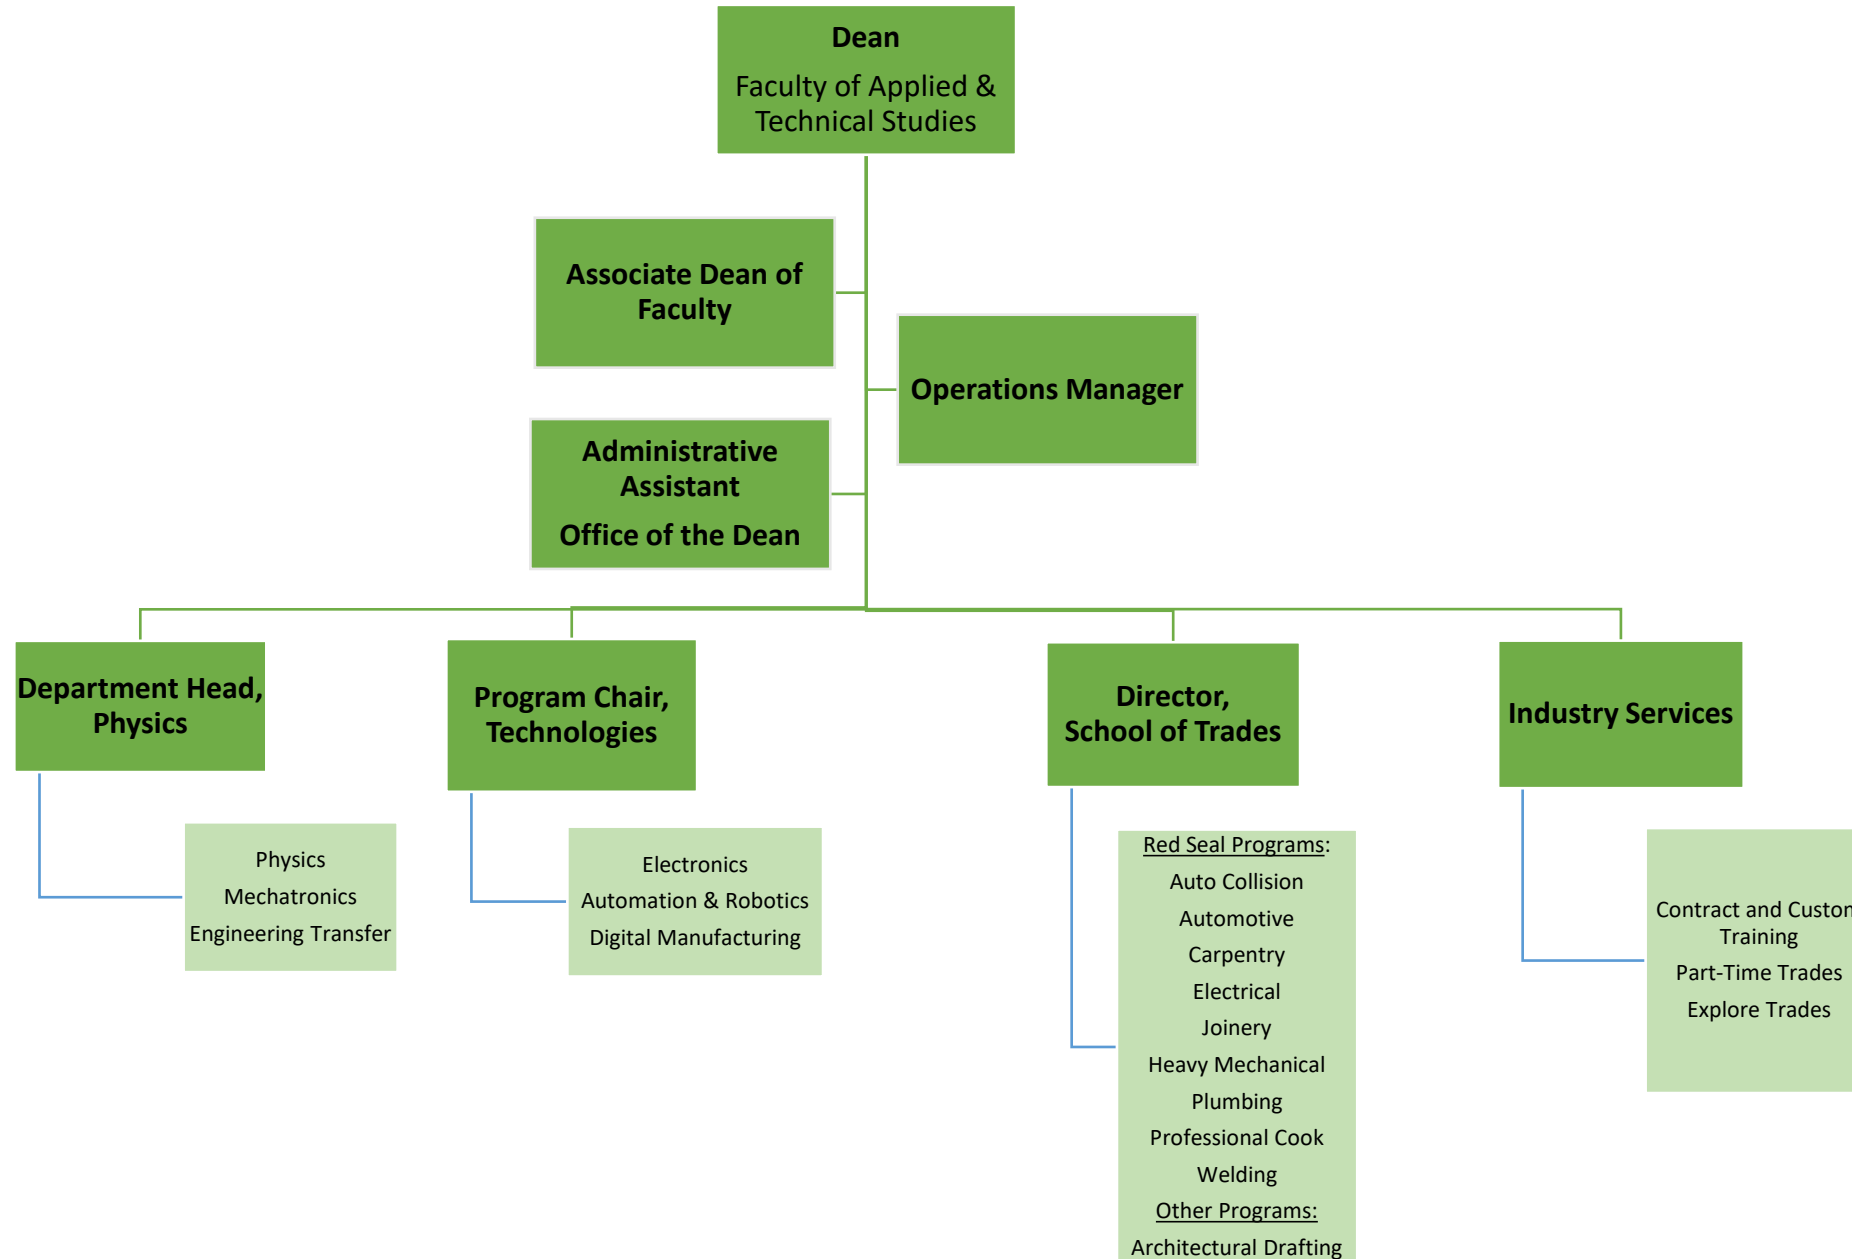 Dean
Faculty of Applied &
Technical Studies
Associate Dean of
Faculty
Operations Manager
Administrative
Assistant
Office of the Dean
Department Head,
Physics
Program Chair,
Technologies
Director,
School of Trades
Industry Services
Physics
Mechatronics
Engineering Transfer
Electronics
Automation & Robotics
Digital Manufacturing
Red Seal Programs:
Auto Collision
Automotive
Carpentry
Electrical
Joinery
Heavy Mechanical
Plumbing
Professional Cook
Welding
Other Programs:
Architectural Drafting
Contract and Custom
Training
Part-Time Trades
Explore Trades